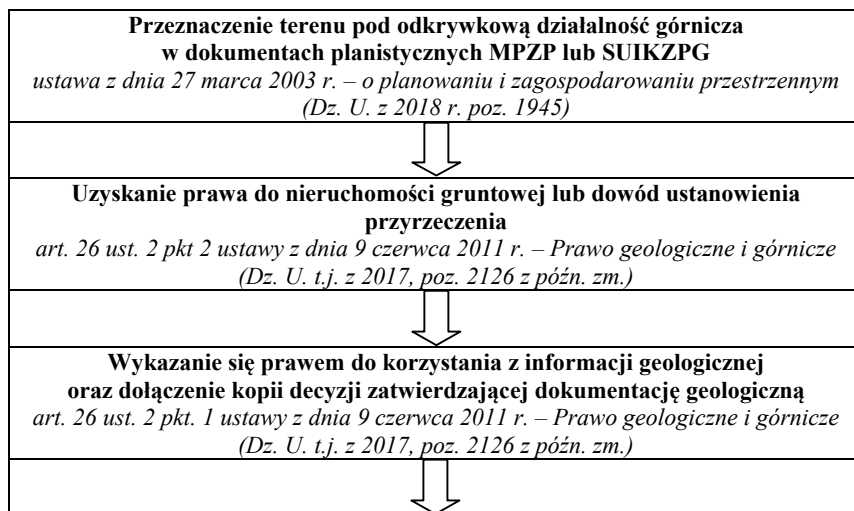 Przeznaczenie terenu pod odkrywkową działalność górnicza
w dokumentach planistycznych MPZP lub SUIKZPG
ustawa z dnia 27 marca 2003 r. – o planowaniu i zagospodarowaniu przestrzennym
(Dz. U. z 2018 r. poz. 1945)
Uzyskanie prawa do nieruchomości gruntowej lub dowód ustanowienia
przyrzeczenia
art. 26 ust. 2 pkt 2 ustawy z dnia 9 czerwca 2011 r. – Prawo geologiczne i górnicze
(Dz. U. t.j. z 2017, poz. 2126 z późn. zm.)
Wykazanie się prawem do korzystania z informacji geologicznej
oraz dołączenie kopii decyzji zatwierdzającej dokumentację geologiczną
art. 26 ust. 2 pkt. 1 ustawy z dnia 9 czerwca 2011 r. – Prawo geologiczne i górnicze
(Dz. U. t.j. z 2017, poz. 2126 z późn. zm.)